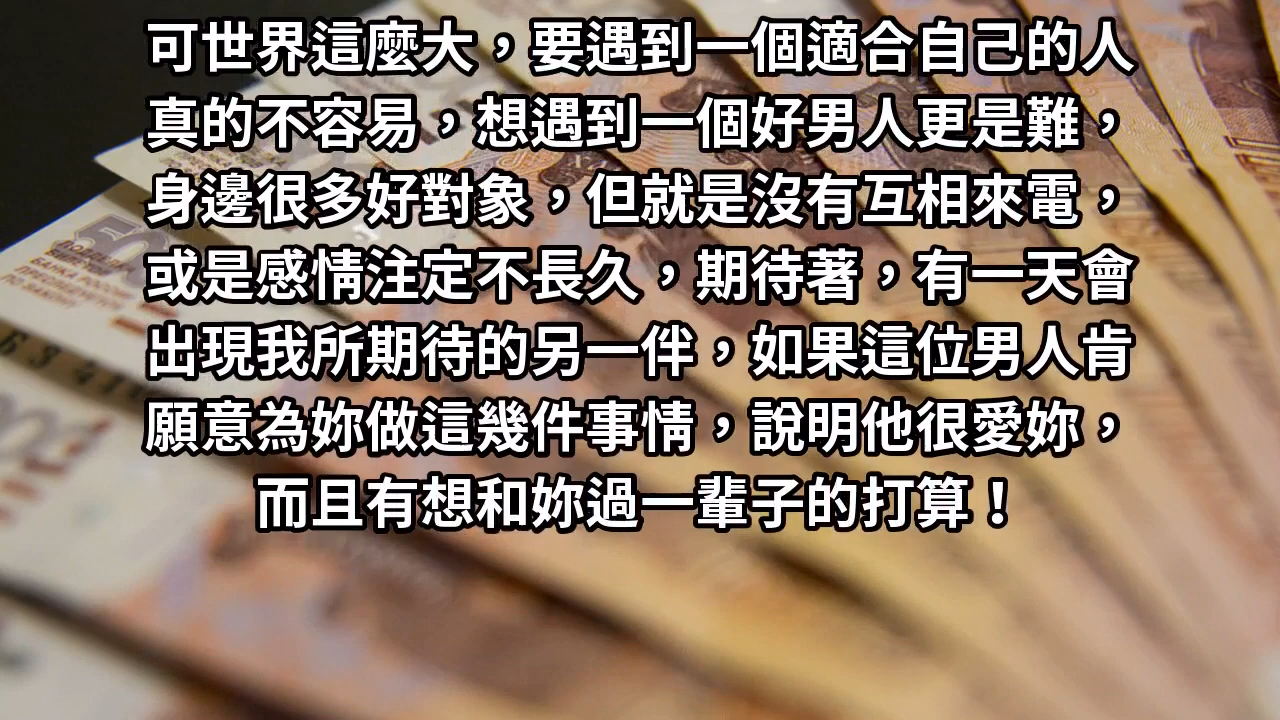 可世界這麼大，要遇到一個適合自己的人
真的不容易，想遇到一個好男人更是難，
身邊很多好對象，但就是沒有互相來電，
或是感情注定不長久，期待著，有一天會
出現我所期待的另一伴，如果這位男人肯
願意為妳做這幾件事情，說明他很愛妳，
而且有想和妳過一輩子的打算！